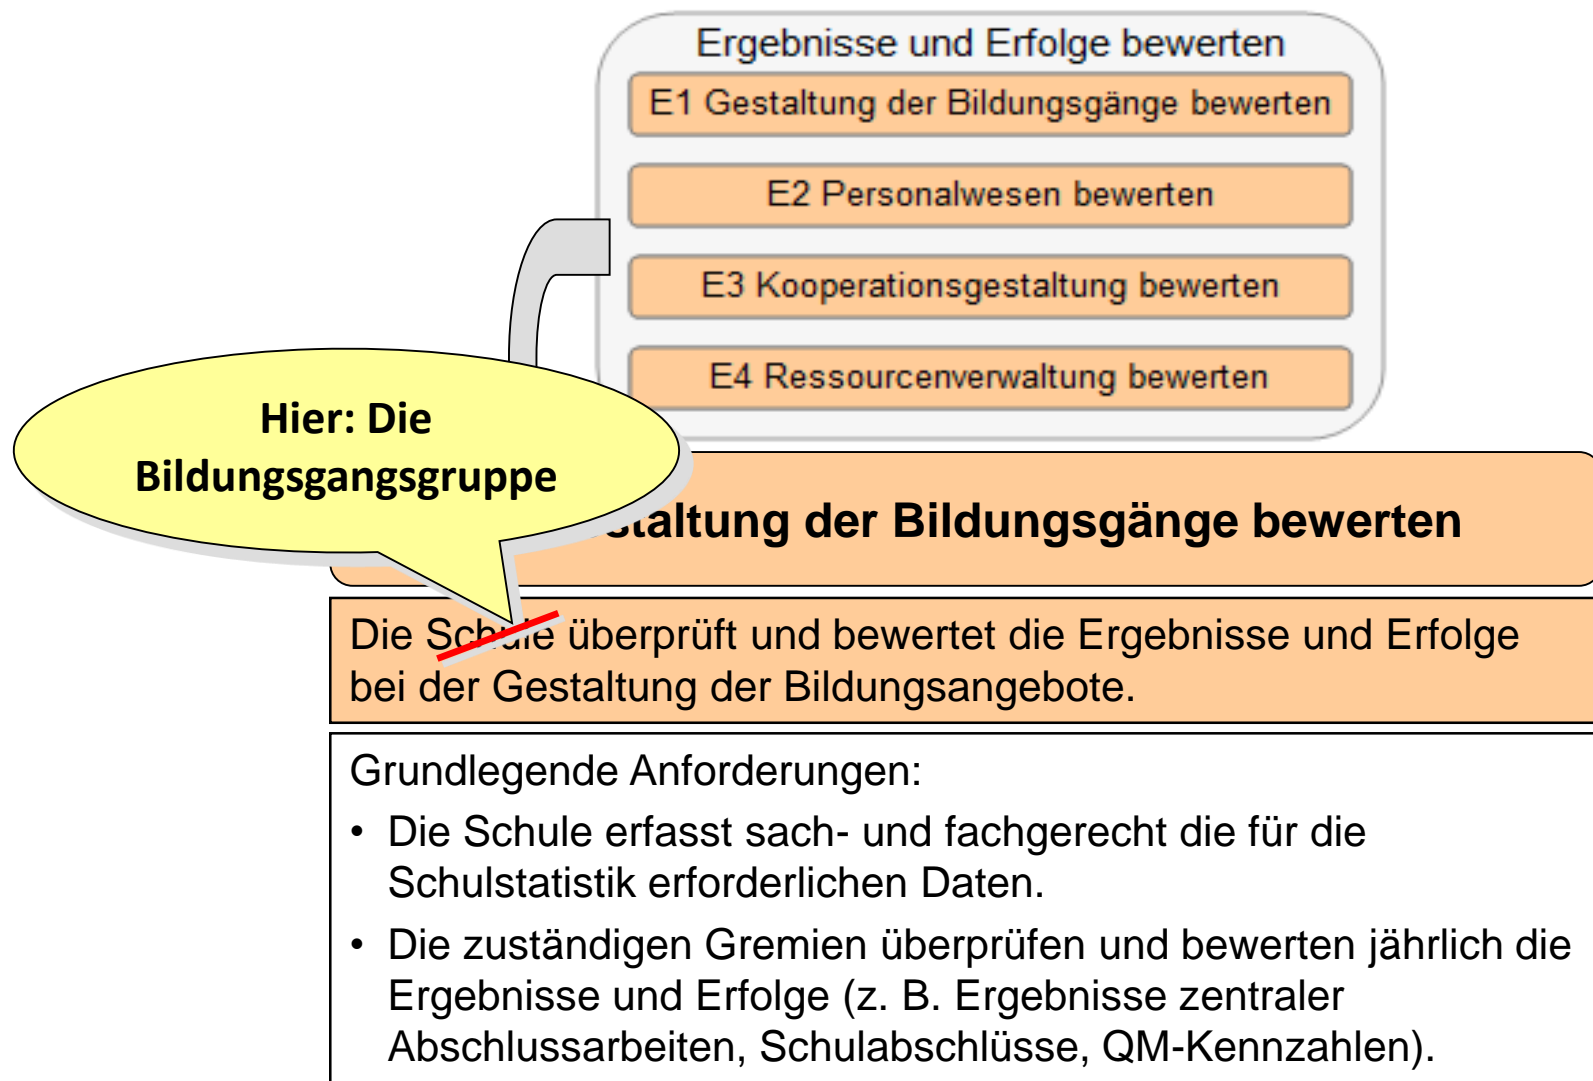 Ergebnisse und Erfolge bewerten
E1 Gestaltung der Bildungsgänge bewerten
E2 Personalwesen bewerten
E3 Kooperationsgestaltung bewerten
E4 Ressourcenverwaltung bewerten
Hier: Die
Bildungsgangsgruppe
staltung der Bildungsgänge bewerten
Die Schule überprüft und bewertet die Ergebnisse und Erfolge
bei der Gestaltung der Bildungsangebote.
Grundlegende Anforderungen:
• Die Schule erfasst sach- und fachgerecht die für die
Schulstatistik erforderlichen Daten.
• Die zuständigen Gremien überprüfen und bewerten jährlich die
Ergebnisse und Erfolge (z. B. Ergebnisse zentraler
Abschlussarbeiten, Schulabschlüsse, QM-Kennzahlen).